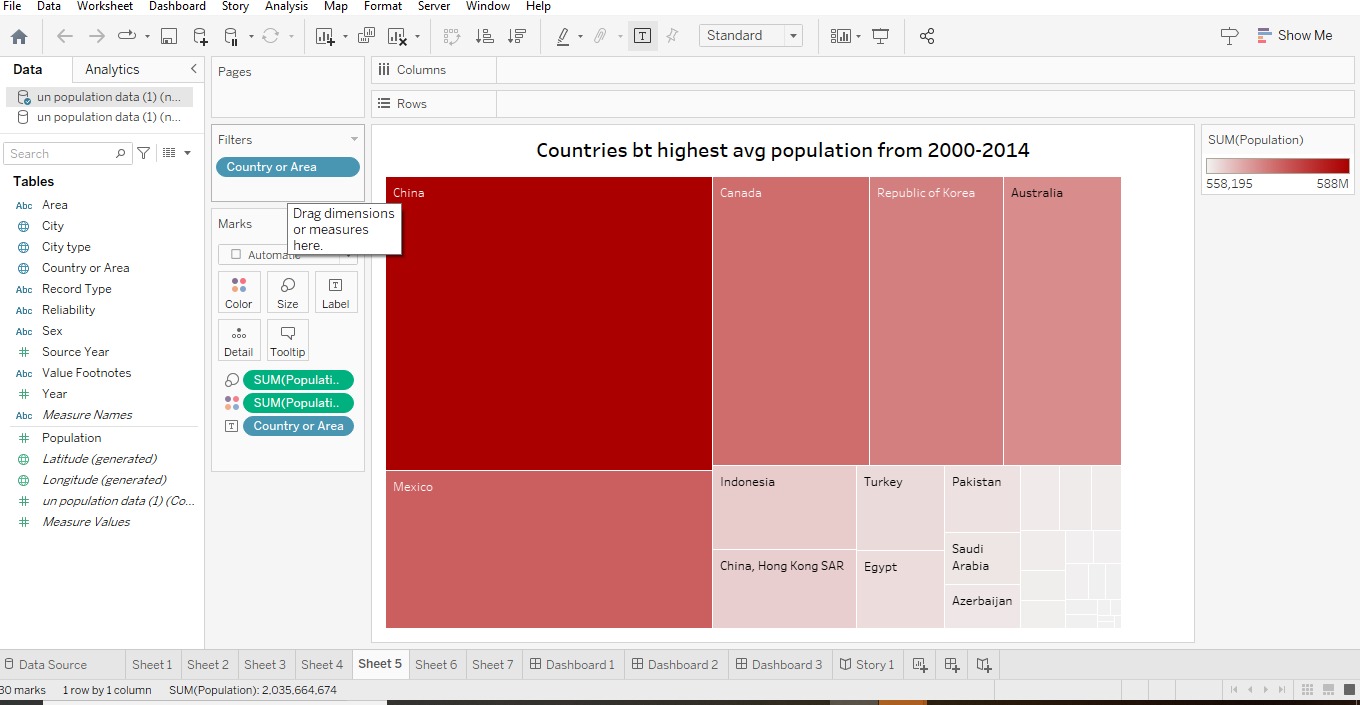 File Data Worksheet Dashboard Story Analysis Map Format Server Window Help
Standard
Show Me
Data Analytics
un population data (1) (n...
un population data (1) (n...
Search
Tables
Abc Area
City
City type
Country or Area
Abc Record Type
Abc Reliability
Abc Sex
Source Year
Abc Value Footnotes
Year
Abc Measure Names
Population
Latitude (generated)
Longitude (generated)
un population data (1) (Co...
Measure Values
Pages
Filters
Country or Area
Drag dimensions
or measures
here.
Marks
Automatic
Color Size Label
Detail Tooltip
SUM(Populati..
SUM(Populati..
Country or Area
Columns
Rows
Countries bt highest avg population from 2000-2014
China
Canada
Republic of Korea
Australia
Mexico
Indonesia
Turkey
Pakistan
Saudi
Arabia
China, Hong Kong SAR
Egypt
Azerbaijan
SUM(Population)
558,195 588M
Data Source Sheet 1 Sheet 2 Sheet 3 Sheet 4 Sheet 5 Sheet 6 Sheet 7 Dashboard 1 Dashboard 2 Dashboard 3 Story 1
30 marks 1 row by 1 column SUM(Population): 2,035,664,674